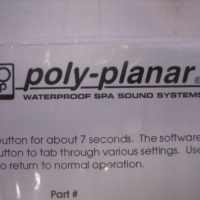 poly-planar®
WATERPROOF SPA SOUND SYSTEMS
button for about 7 seconds. The software
button to tab through various settings. Use
to return to normal operation.
Part #